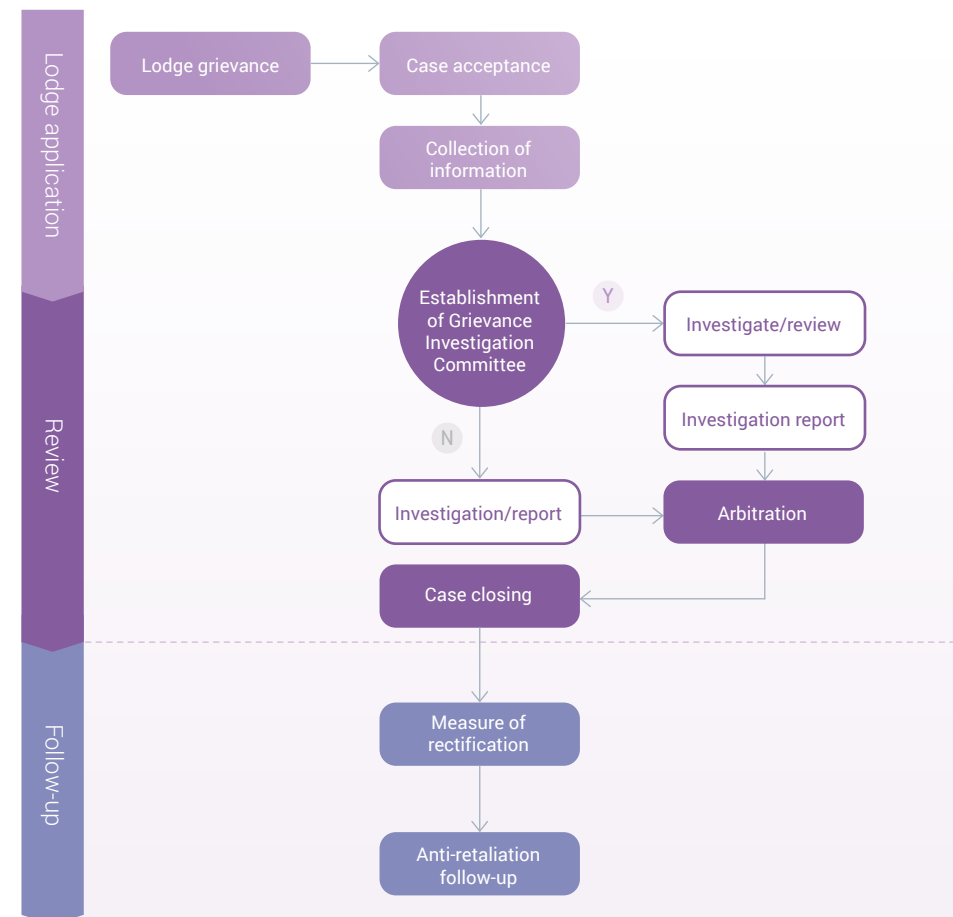 Lodge application
Lodge grievance
Case acceptance
Collection of
information
Review
Establishment
of Grievance
Investigation
Committee
Y
Investigate/review
Investigation report
N
Investigation/report
Arbitration
Case closing
Follow-up
Measure of
rectification
Anti-retaliation
follow-up